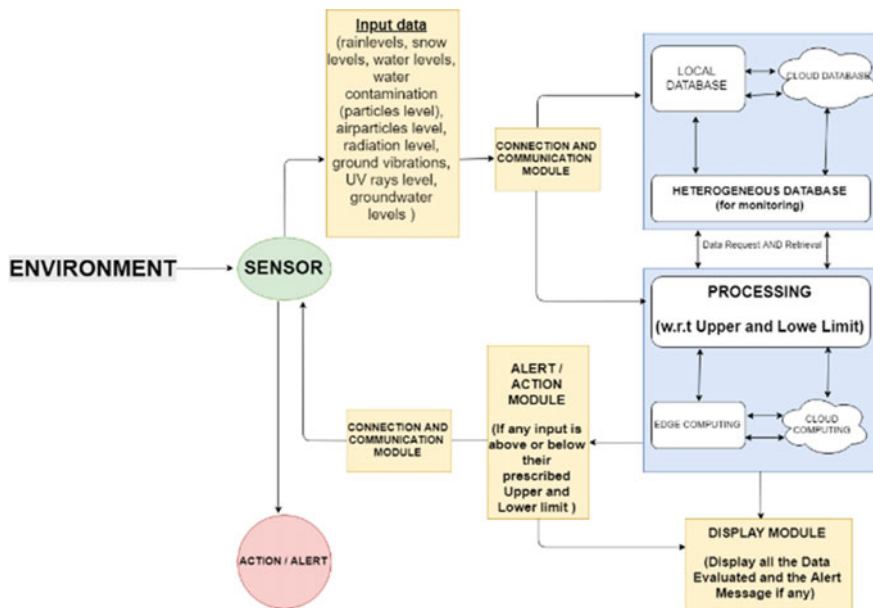 Input data
(rainlevels, snow
levels, water levels,
water
contamination
(particles level),
airparticles level,
radiation level,
ground vibrations,
UV rays level,
groundwater
levels )
CONNECTION AND
COMMUNICATION
MODULE
LOCAL
DATABASE
CLOUD DATABASE
HETEROGENEOUS DATABASE
(for monitoring)
Data Request AND Retrieval
ENVIRONMENT
SENSOR
PROCESSING
(w.r.t Upper and Lowe Limit)
EDGE COMPUTING
CLOUD
COMPUTING
ALERT /
ACTION
MODULE
(If any input is
above or below
their
prescribed
Upper and
Lower limit )
CONNECTION AND
COMMUNICATION
MODULE
ACTION / ALERT
DISPLAY MODULE
(Display all the Data
Evaluated and the Alert
Message if any)